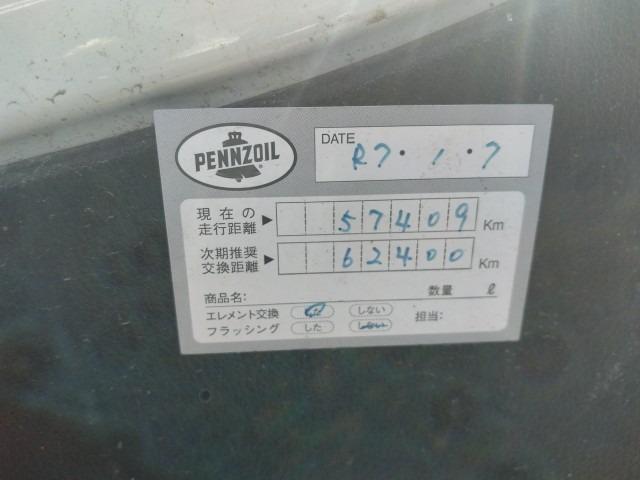 PENNZOIL
DATE
R7・1・7
現在の
走行距離 ▶ 57409 Km
次期推奨
交換距離 ▶ 62400 Km
商品名: 数量 ℓ
エレメント交換 した しない
フラッシング した しない 担当: